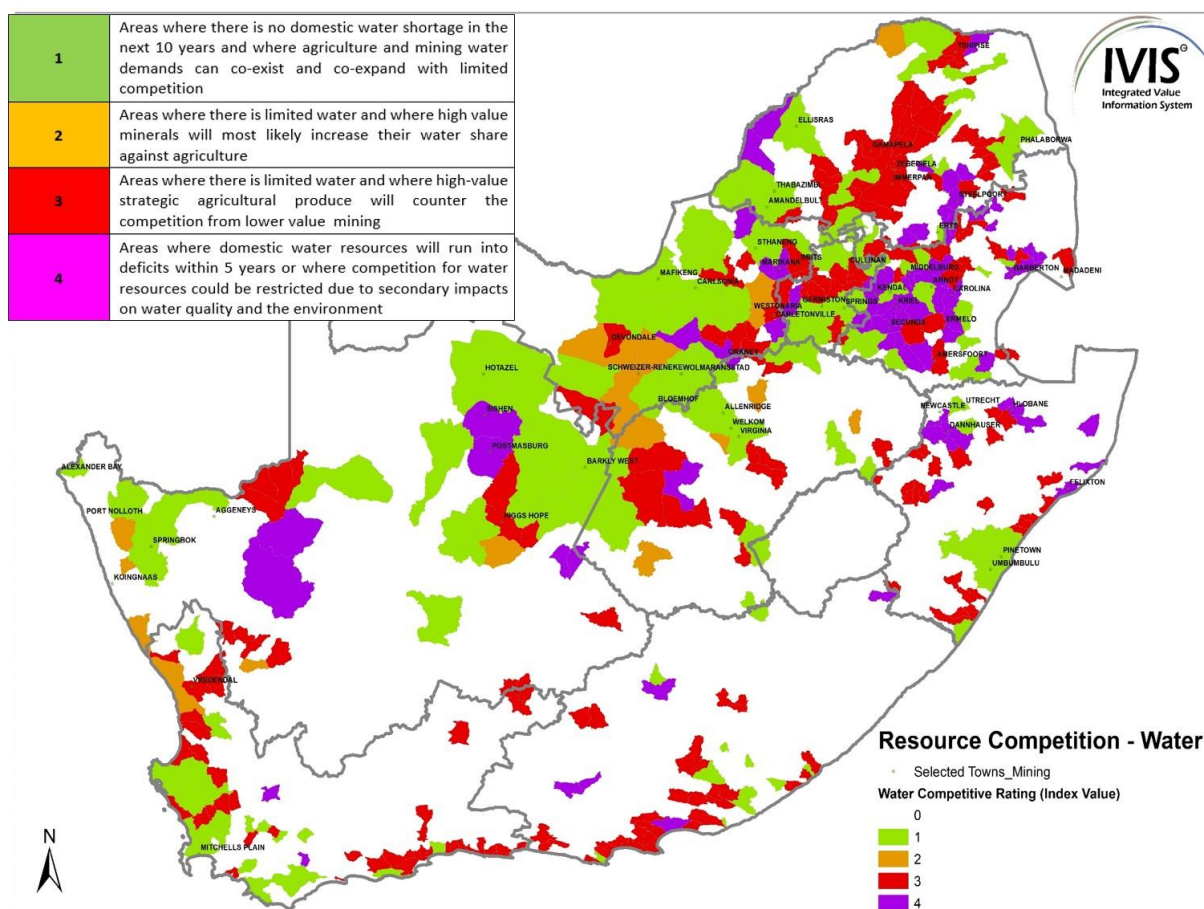 1
Areas where there is no domestic water shortage in the
next 10 years and where agriculture and mining water
demands can co-exist and co-expand with limited
competition
2
Areas where there is limited water and where high value
minerals will most likely increase their water share
against agriculture
3
Areas where there is limited water and where high-value
strategic agricultural produce will counter the
competition from lower value mining
4
Areas where domestic water resources will run into
deficits within 5 years or where competition for water
resources could be restricted due to secondary impacts
on water quality and the environment
IVIS
Integrated Value
Information System
TSHIPISE
ELLISRAS
PHALABORWA
GAMAPELA
ZEBEDIELA
IMMERPAN
THABAZIMBI
AMANDELBULT
STEELPOORT
ERTS
STHANENG
MARIKANA
BRITS
CULLINAN
MIDDELBURG
BARBERTON
MADADENI
MAFIKENG
CARLSONIA
KENDAL
ARNOT
CAROLINA
WESTONARIA
GERMISTON
SPRINGS
KRIEL
CARLETONVILLE
SECUNDA
ERMELO
DEVONDALE
ORKNEY
AMERSFOORT
HOTAZEL
SCHWEIZER-RENEKE
WOLMARANSSTAD
BLOEMHOF
SISHEN
ALLENRIDGE
WELKOM
VIRGINIA
NEWCASTLE
UTRECHT
HLOBANE
DANNHAUSER
POSTMASBURG
BARKLY WEST
ALEXANDER BAY
FELIXTON
PORT NOLLOTH
AGGENEYS
NIGGS HOPE
SPRINGBOK
PINETOWN
UMBUMBULU
KOINGNAAS
VREDENDAL
MITCHELLS PLAIN
N
Resource Competition - Water
Selected Towns_Mining
Water Competitive Rating (Index Value)
0
1
2
3
4